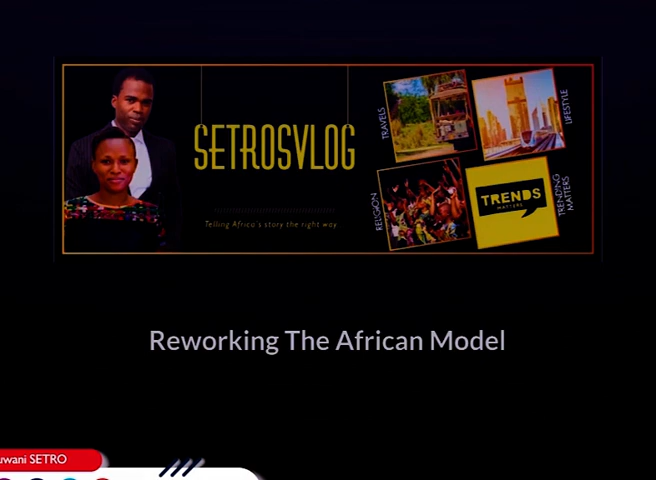 SETROSVLOG
Telling Africa's story the right way.
TRAVELS
LIFESTYLE
RELIGION
TRENDS
MATTERS
TRENDING
MATTERS
Reworking The African Model
uwani SETRO